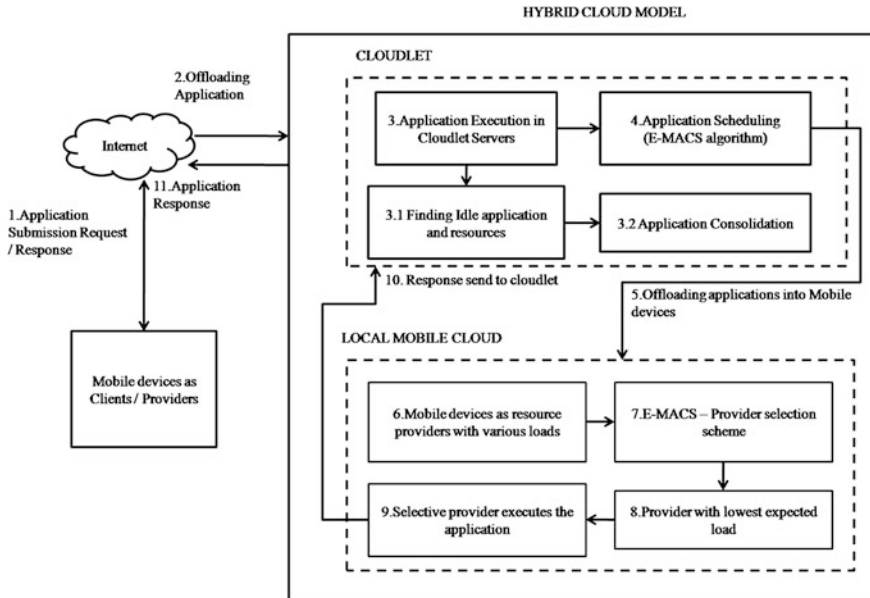 HYBRID CLOUD MODEL
CLOUDLET
2.Offloading
Application
3.Application Execution in
Cloudlet Servers
4.Application Scheduling
(E-MACS algorithm)
Internet
11.Application
Response
1.Application
Submission Request
/ Response
3.1 Finding Idle application
and resources
3.2 Application Consolidation
10. Response send to cloudlet
5.Offloading applications into Mobile
devices
LOCAL MOBILE CLOUD
Mobile devices as
Clients / Providers
6.Mobile devices as resource
providers with various loads
7.E-MACS – Provider selection
scheme
8.Provider with lowest expected
load
9.Selective provider executes the
application